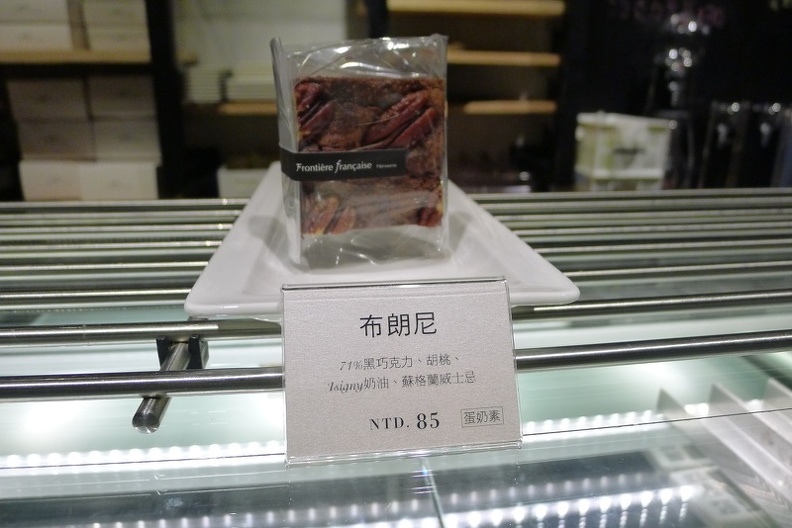 Frontière française
布朗尼
71%黑巧克力、胡桃、
Isigny奶油、蘇格蘭威士忌
NTD. 85 蛋奶素